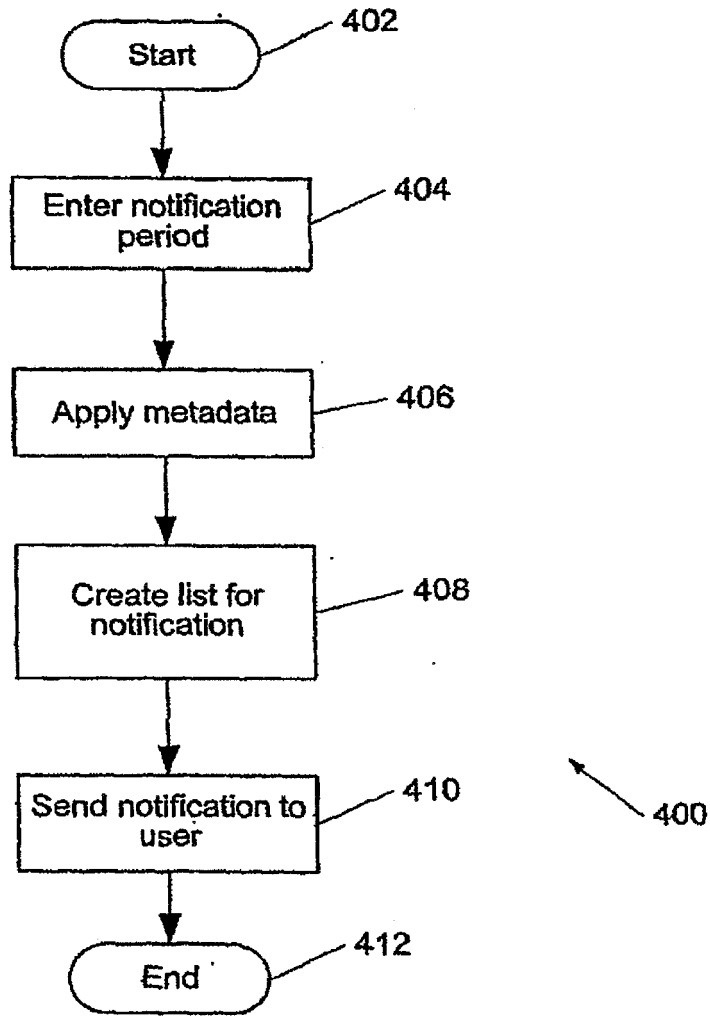 402
Start
404
Enter notification
period
406
Apply metadata
408
Create list for
notification
410
Send notification to
user
400
412
End